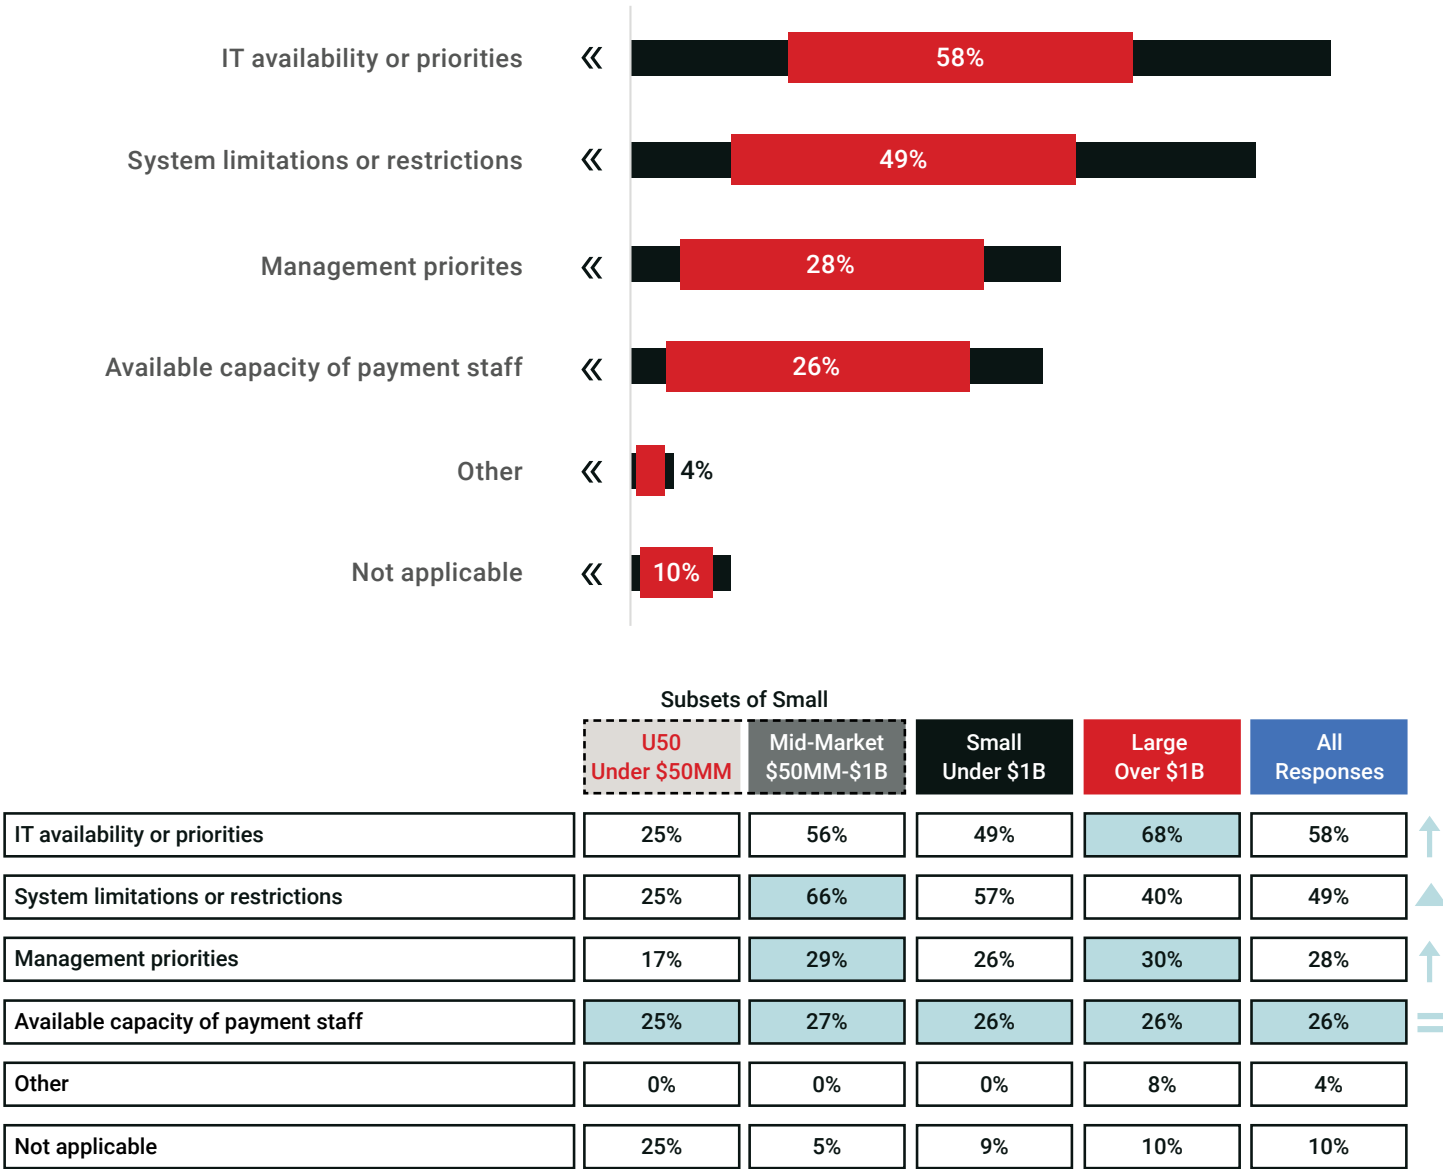 IT availability or priorities « 58%
System limitations or restrictions « 49%
Management priorites « 28%
Available capacity of payment staff « 26%
Other « 4%
Not applicable « 10%
Subsets of Small
U50 Under $50MM
Mid-Market $50MM-$1B
Small Under $1B
Large Over $1B
All Responses
IT availability or priorities 25% 56% 49% 68% 58%
System limitations or restrictions 25% 66% 57% 40% 49%
Management priorities 17% 29% 26% 30% 28%
Available capacity of payment staff 25% 27% 26% 26% 26%
Other 0% 0% 0% 8% 4%
Not applicable 25% 5% 9% 10% 10%